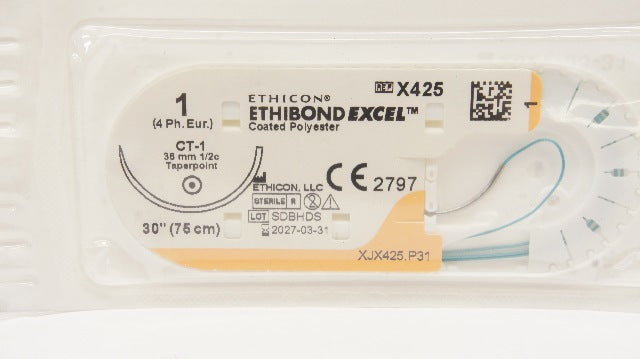 1
(4 Ph. Eur.)
CT-1
36 mm 1/2c
Taperpoint
30" (75 cm)
REF X425
ETHICON®
ETHIBOND EXCEL™
Coated Polyester
ETHICON, LLC
CE 2797
STERILE R
LOT SDBHDS
2027-03-31
XJX425.P31
1